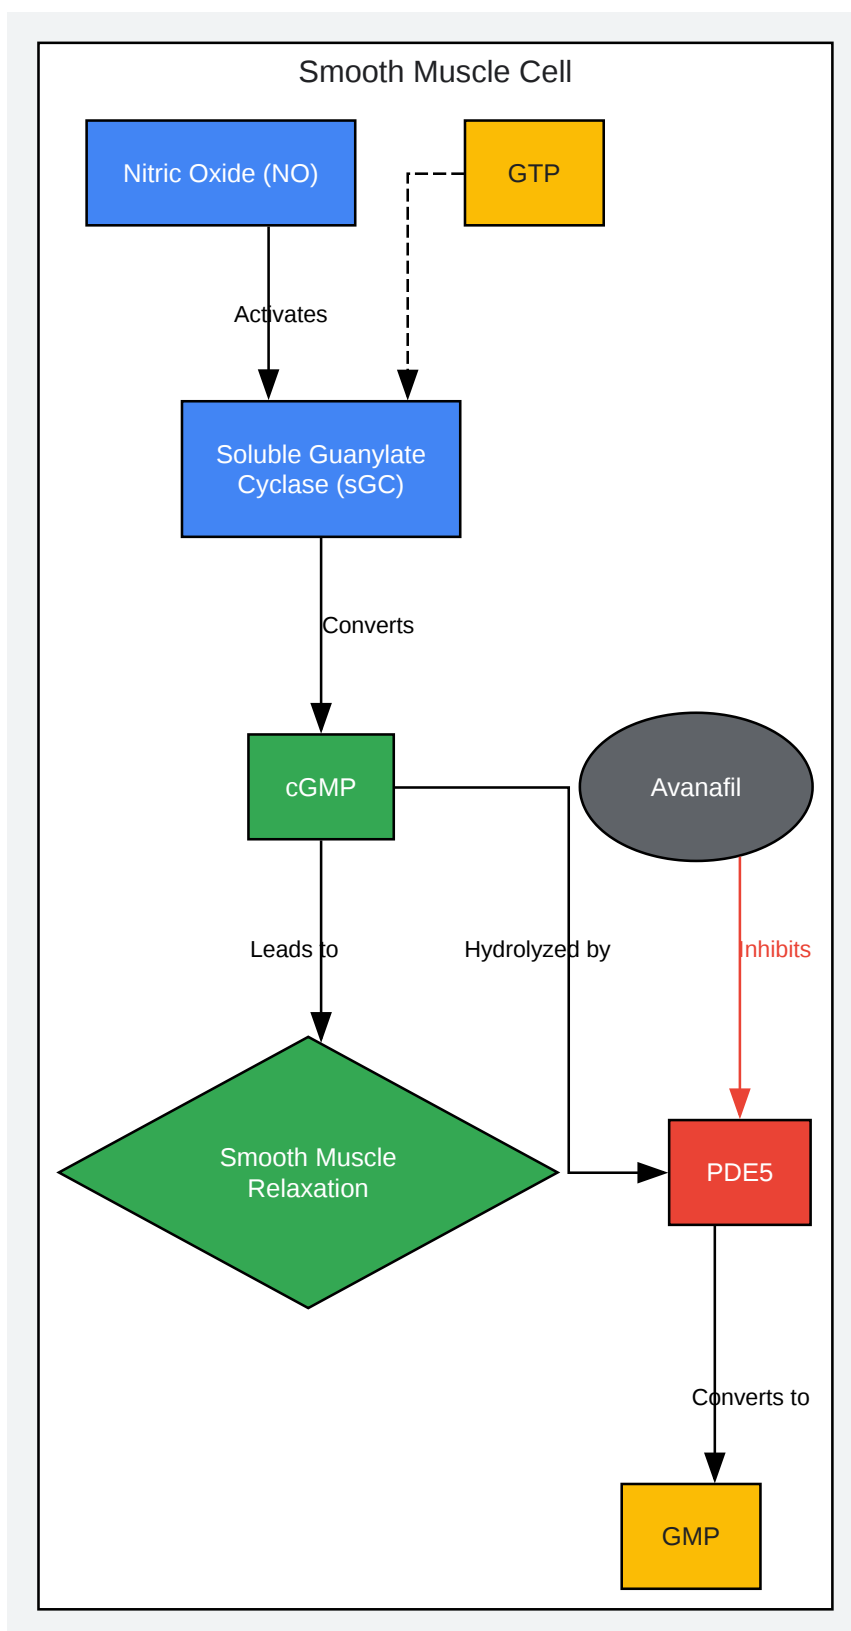 Smooth Muscle Cell
Nitric Oxide (NO)
GTP
Activates
Soluble Guanylate
Cyclase (sGC)
Converts
cGMP
Avanafil
Leads to
Hydrolyzed by
Inhibits
Smooth Muscle
Relaxation
PDE5
Converts to
GMP